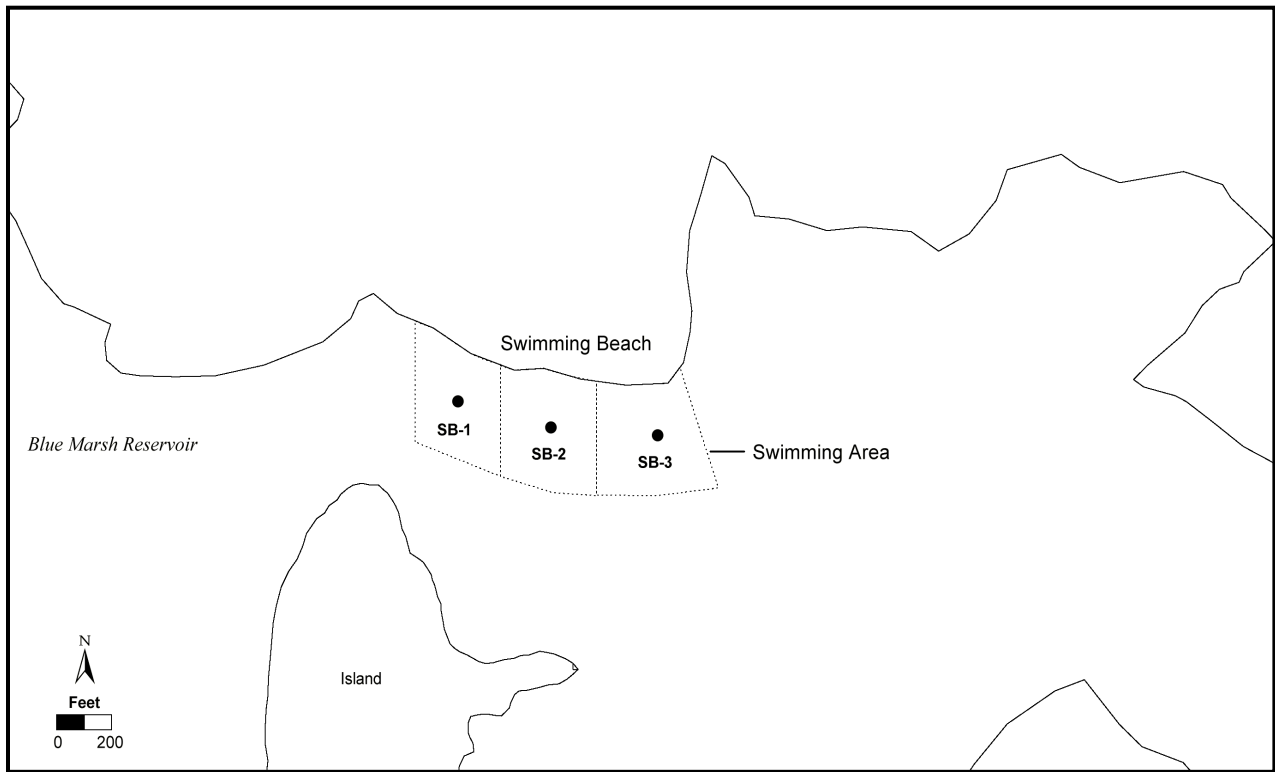 Swimming Beach
SB-1
SB-2
SB-3
Swimming Area
Blue Marsh Reservoir
Island
N
Feet
0 200